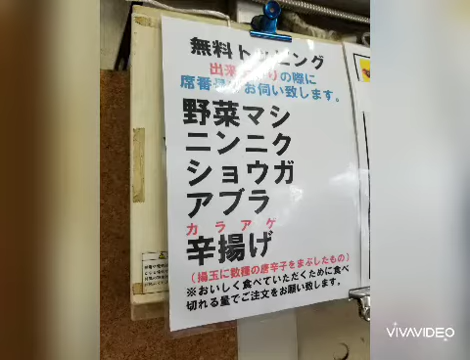 無料トッピング
出来上がりの際に
席番号でお伺い致します。
野菜マシ
ニンニク
ショウガ
アブラ
カラアゲ
辛揚げ
(揚玉に数種の唐辛子をまぶしたもの)
※おいしく食べていただくために食べ
切れる量でご注文をお願い致します。
VIVAVIDEO